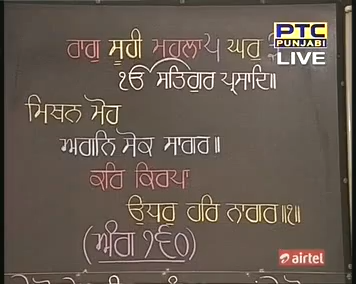 PTC
PUNJABI
LIVE
ਰਾਗੁ ਸੂਹੀ ਮਹਲਾ ੫ ਘਰੁ
ੴ ਸਤਿਗੁਰ ਪ੍ਰਸਾਦਿ॥
ਮਿਥਨ ਮੋਹ
ਅਗਨਿ ਸੋਕ ਸਾਗਰ॥
ਕਰਿ ਕਿਰਪਾ
ਉਧਰੁ ਹਰਿ ਨਾਗਰ॥੧॥
(ਅੰਗ ੭੬੦)
airtel